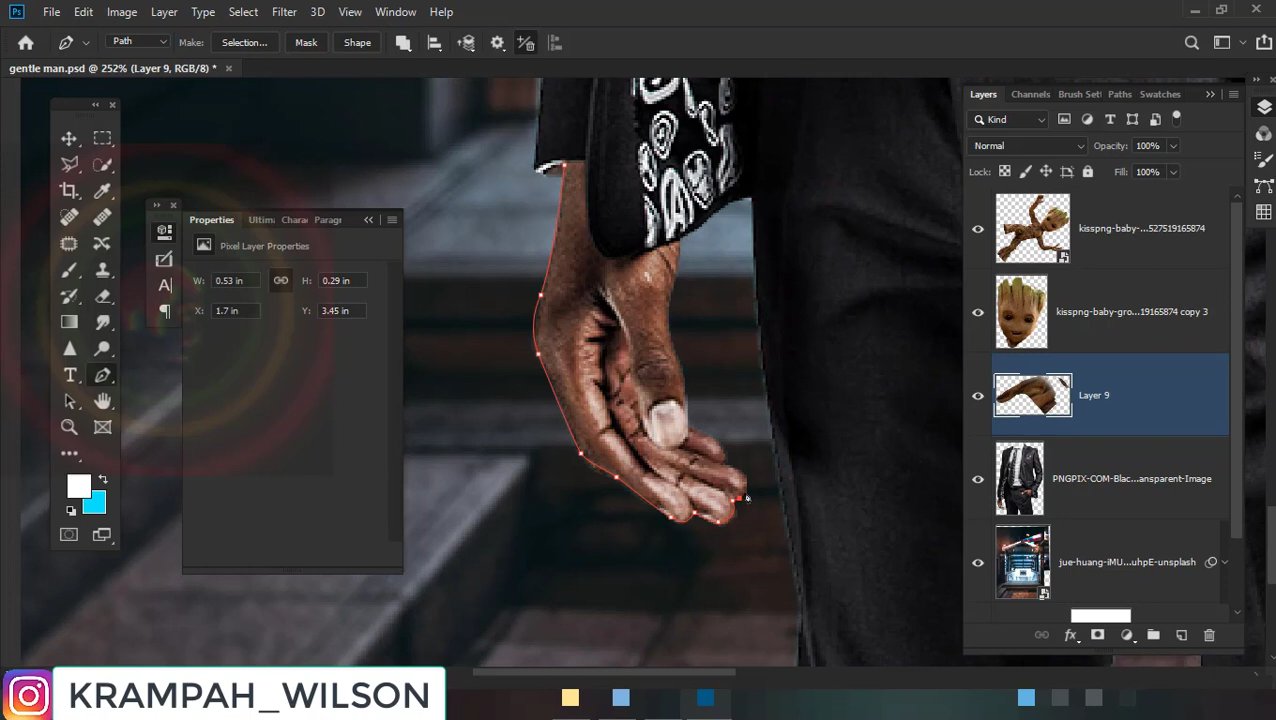 Ps File Edit Image Layer Type Select Filter 3D View Window Help
Path Make: Selection... Mask Shape
gentle man.psd @ 252% (Layer 9, RGB/8) *
Properties Ultim Chara Paragr
Pixel Layer Properties
W: 0.53 in H: 0.29 in
X: 1.7 in Y: 3.45 in
Layers Channels Brush Sett Paths Swatches
Kind
Normal Opacity: 100%
Lock: Fill: 100%
kisspng-baby-...527519165874
kisspng-baby-gro...19165874 copy 3
Layer 9
PNGPIX-COM-Blac...ansparent-Image
jue-huang-iMU...uhpE-unsplash
fx
KRAMPAH_WILSON